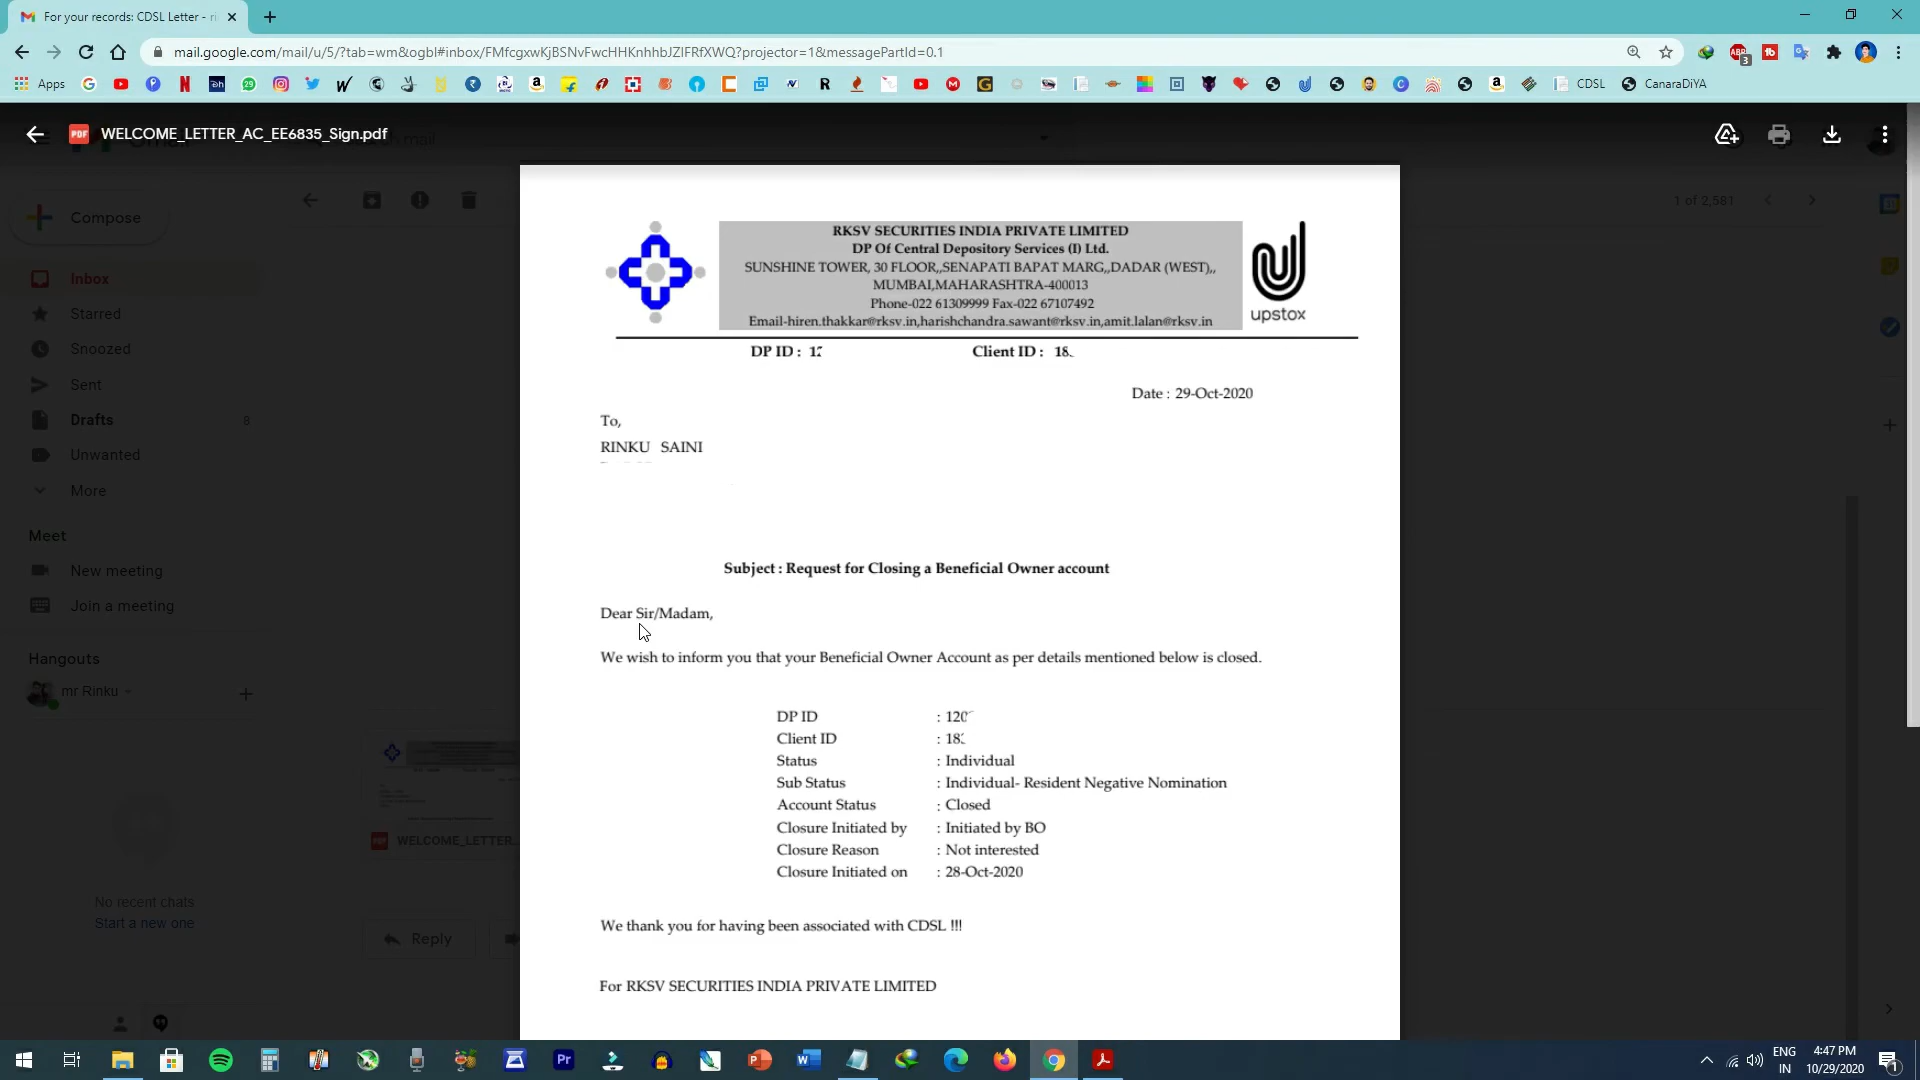 For your records: CDSL Letter - ri
mail.google.com/mail/u/5/?tab=wm&ogbl#inbox/FMfcgxwKjBSNvFwcHHKnhhbJZlFRfXWQ?projector=1&messagePartId=0.1
Apps
CDSL
CanaraDiYA
PDF WELCOME_LETTER_AC_EE6835_Sign.pdf
Compose
1 of 2,581
Inbox
Starred
Snoozed
Sent
Drafts 8
Unwanted
More
Meet
New meeting
Join a meeting
Hangouts
mr Rinku
No recent chats
Start a new one
WELCOME_LETTER...
Reply
RKSV SECURITIES INDIA PRIVATE LIMITED
DP Of Central Depository Services (I) Ltd.
SUNSHINE TOWER, 30 FLOOR,,SENAPATI BAPAT MARG,,DADAR (WEST),,
MUMBAI,MAHARASHTRA-400013
Phone-022 61309999 Fax-022 67107492
Email-hiren.thakkar@rksv.in,harishchandra.sawant@rksv.in,amit.lalan@rksv.in
upstox
DP ID : 12 Client ID : 18
Date : 29-Oct-2020
To,
RINKU SAINI
Subject : Request for Closing a Beneficial Owner account
Dear Sir/Madam,
We wish to inform you that your Beneficial Owner Account as per details mentioned below is closed.
DP ID : 120
Client ID : 18
Status : Individual
Sub Status : Individual- Resident Negative Nomination
Account Status : Closed
Closure Initiated by : Initiated by BO
Closure Reason : Not interested
Closure Initiated on : 28-Oct-2020
We thank you for having been associated with CDSL !!!
For RKSV SECURITIES INDIA PRIVATE LIMITED
ENG
IN
4:47 PM
10/29/2020